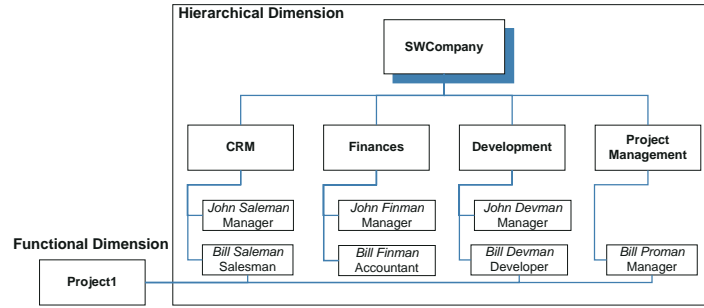 Hierarchical Dimension
SWCompany
CRM
Finances
Development
Project
Management
John Saleman
Manager
John Finman
Manager
John Devman
Manager
Functional Dimension
Bill Saleman
Salesman
Bill Finman
Accountant
Bill Devman
Developer
Bill Proman
Manager
Project1